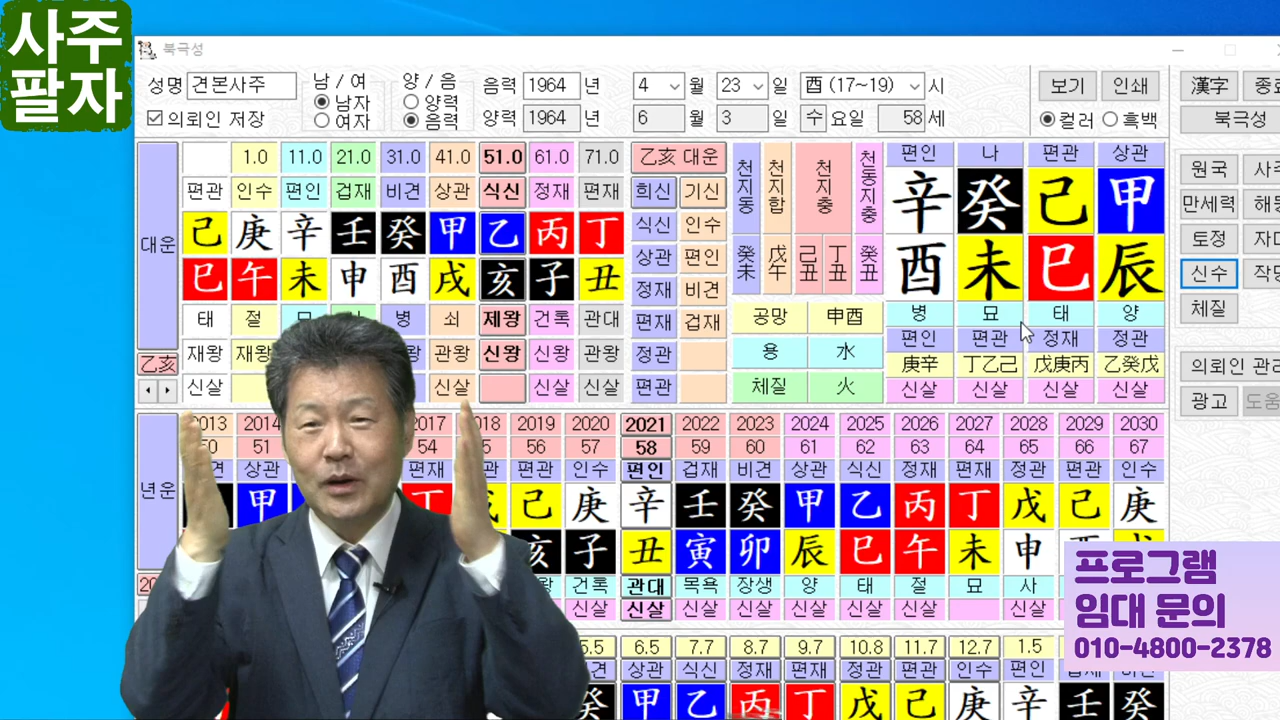 사주
팔자
북극성
성명 견본사주 남 / 여 양 / 음 음력 1964 년 4 월 23 일 酉 (17~19) 시 보기 인쇄 漢字
의뢰인 저장 남자 여자 양력 음력 양력 1964 년 6 월 3 일 수 요일 58 세 컬러 흑백 북극성
대운
1.0 11.0 21.0 31.0 41.0 51.0 61.0 71.0
편관 인수 편인 겁재 비견 상관 식신 정재 편재
己 庚 辛 壬 癸 甲 乙 丙 丁
巳 午 未 申 酉 戌 亥 子 丑
태 절 병 쇠 제왕 건록 관대
乙亥 재왕 관왕 신왕 신왕 관왕
신살 신살 신살 신살
乙亥 대운
희신 기신
식신 인수
상관 편인
정재 비견
편재 겁재
정관
편관
천지동 천지합 천지충 천동지충
癸未 戊午 己丑 丁丑 癸丑
공망 申酉
용 水
체질 火
편인 나 편관 상관
辛 癸 己 甲
酉 未 巳 辰
병 묘 태 양
편인 편관 정재 정관
庚辛 丁乙己 戊庚丙 乙癸戊
신살 신살 신살 신살
원국
만세력
토정
신수
체질
광고
년운
2014 2019 2020 2021 2022 2023 2024 2025 2026 2027 2028 2029 2030
51 54 56 57 58 59 60 61 62 63 64 65 66 67
상관 편재 편관 인수 편인 겁재 비견 상관 식신 정재 편재 정관 편관 인수
甲 己 庚 辛 壬 癸 甲 乙 丙 丁 戊 己 庚
亥 子 丑 寅 卯 辰 巳 午 未 申
건록 관대 목욕 장생 양 태 절 묘 사
신살 신살 신살 신살 신살 신살 신살 신살 신살
6.5 7.7 8.7 9.7 10.8 11.7 12.7 1.5
상관 식신 정재 편재 정관 편관 인수 편인
癸 甲 乙 丙 丁 戊 己 庚 辛 壬 癸
프로그램
임대 문의
010-4800-2378